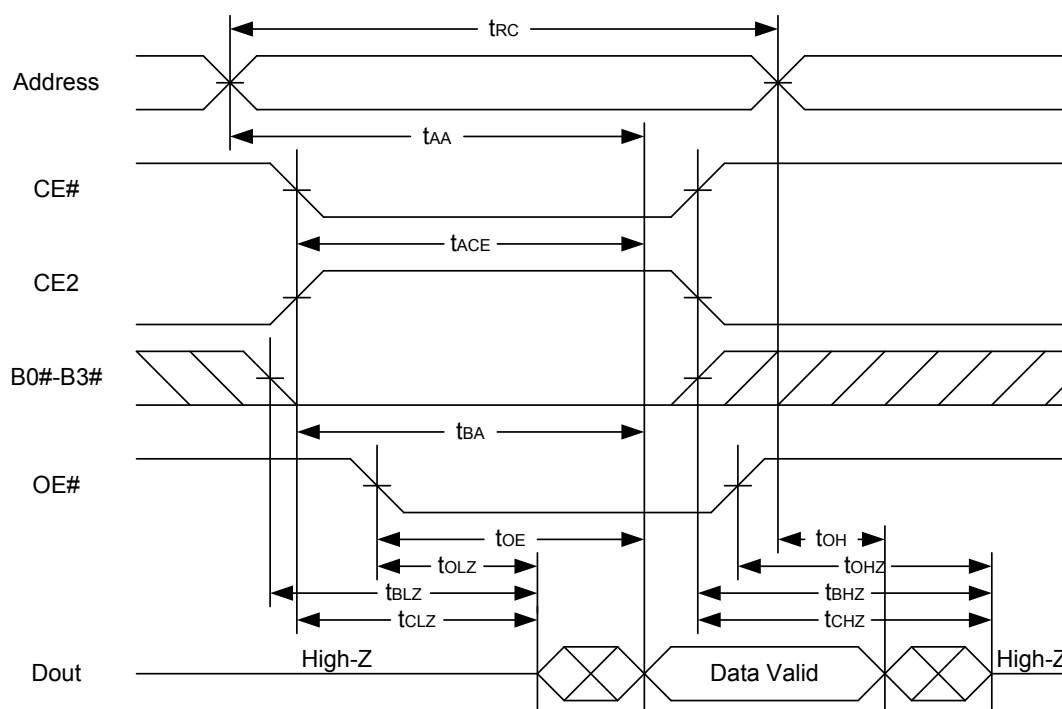 tRC
Address
tAA
CE#
tACE
CE2
B0#-B3#
tBA
OE#
tOE
tOH
tOLZ
tOHZ
tBLZ
tBHZ
tCLZ
tCHZ
High-Z
High-Z
Dout
Data Valid